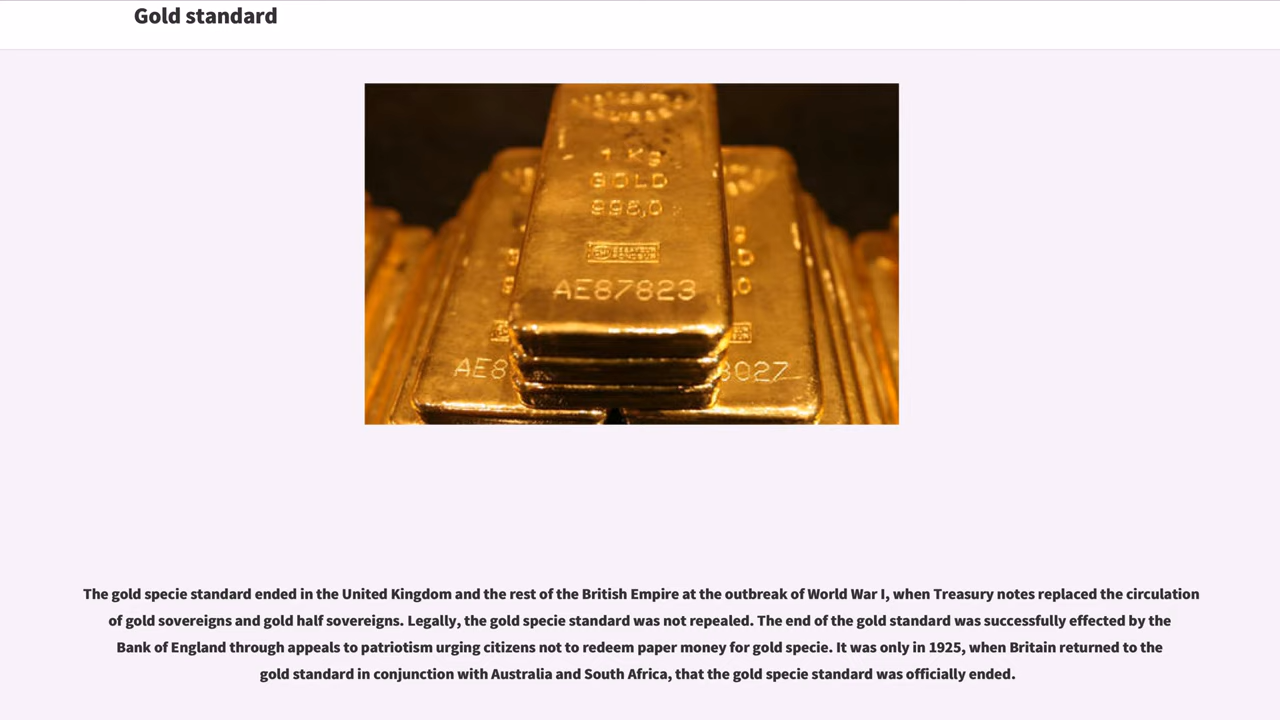 Gold standard
SUISSE
1 Kg
GOLD
AE87823
AE8
The gold specie standard ended in the United Kingdom and the rest of the British Empire at the outbreak of World War I, when Treasury notes replaced the circulation
of gold sovereigns and gold half sovereigns. Legally, the gold specie standard was not repealed. The end of the gold standard was successfully effected by the
Bank of England through appeals to patriotism urging citizens not to redeem paper money for gold specie. It was only in 1925, when Britain returned to the
gold standard in conjunction with Australia and South Africa, that the gold specie standard was officially ended.